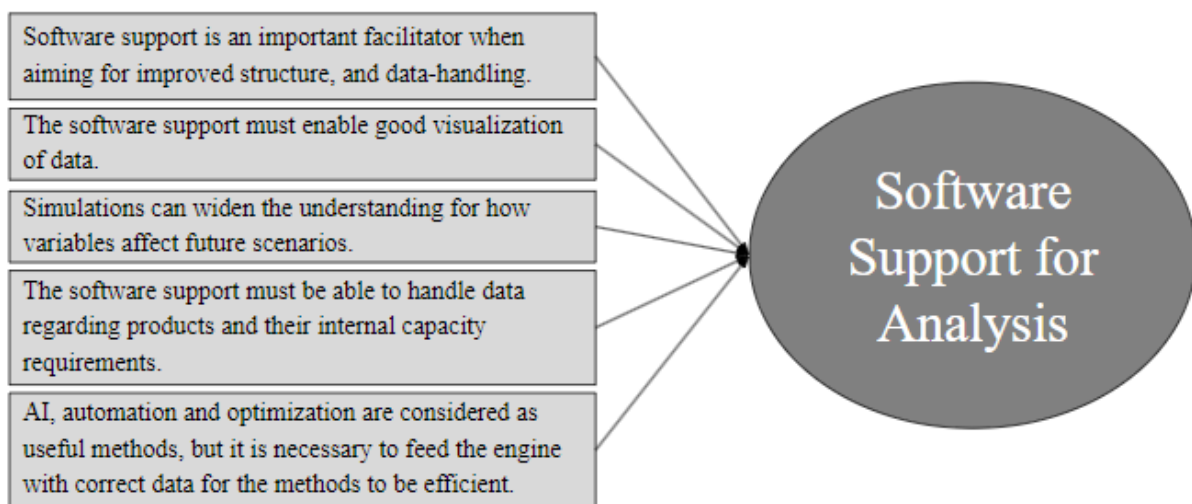 Software support is an important facilitator when
aiming for improved structure, and data-handling.
The software support must enable good visualization
of data.
Simulations can widen the understanding for how
variables affect future scenarios.
The software support must be able to handle data
regarding products and their internal capacity
requirements.
AI, automation and optimization are considered as
useful methods, but it is necessary to feed the engine
with correct data for the methods to be efficient.
Software
Support for
Analysis